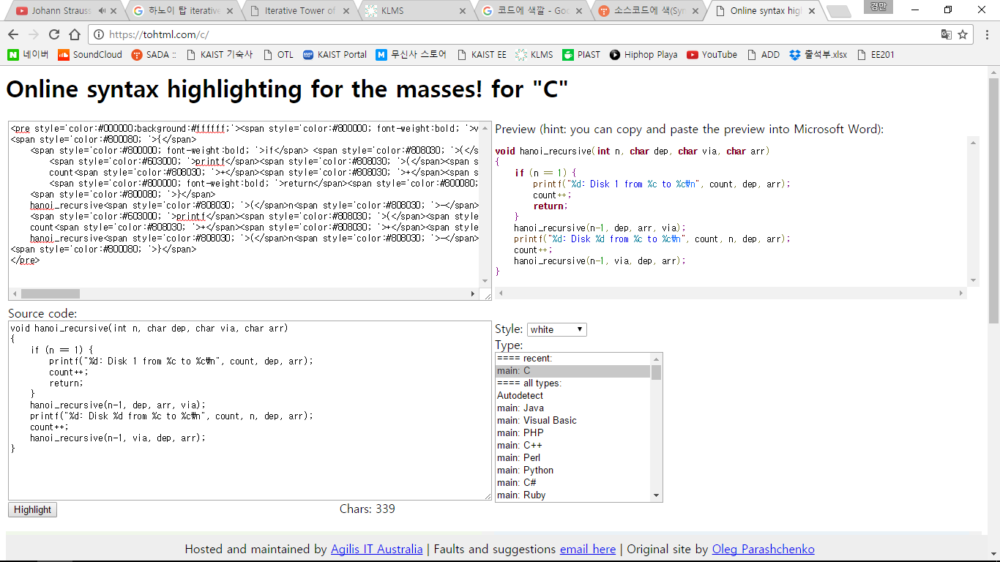 Johann Strauss
하노이 탑 iterative
Iterative Tower of
KLMS
코드에 색깔 - Goo
소스코드에 색(Syn
Online syntax high
경만
https://tohtml.com/c/
네이버
SoundCloud
SADA ::
KAIST 기숙사
OTL
KAIST Portal
무신사 스토어
KAIST EE
KLMS
PIAST
Hiphop Playa
YouTube
ADD
출석부.xlsx
EE201
Online syntax highlighting for the masses! for "C"
<pre style='color:#000000;background:#ffffff;'><span style='color:#800000; font-weight:bold; '>v
<span style='color:#800080; '>{</span>
    <span style='color:#800000; font-weight:bold; '>if</span> <span style='color:#808030; '>(</s
        <span style='color:#603000; '>printf</span><span style='color:#808030; '>(</span><span s
        count<span style='color:#808030; '>+</span><span style='color:#808030; '>+</span><span s
        <span style='color:#800000; font-weight:bold; '>return</span><span style='color:#800080;
    <span style='color:#800080; '>}</span>
    hanoi_recursive<span style='color:#808030; '>(</span>n<span style='color:#808030; '>-</span>
    <span style='color:#603000; '>printf</span><span style='color:#808030; '>(</span><span style
    count<span style='color:#808030; '>+</span><span style='color:#808030; '>+</span><span style
    hanoi_recursive<span style='color:#808030; '>(</span>n<span style='color:#808030; '>-</span>
<span style='color:#800080; '>}</span>
</pre>
Preview (hint: you can copy and paste the preview into Microsoft Word):
void hanoi_recursive(int n, char dep, char via, char arr)
{
    if (n == 1) {
        printf("%d: Disk 1 from %c to %c₩n", count, dep, arr);
        count++;
        return;
    }
    hanoi_recursive(n-1, dep, arr, via);
    printf("%d: Disk %d from %c to %c₩n", count, n, dep, arr);
    count++;
    hanoi_recursive(n-1, via, dep, arr);
}
Source code:
void hanoi_recursive(int n, char dep, char via, char arr)
{
    if (n == 1) {
        printf("%d: Disk 1 from %c to %c₩n", count, dep, arr);
        count++;
        return;
    }
    hanoi_recursive(n-1, dep, arr, via);
    printf("%d: Disk %d from %c to %c₩n", count, n, dep, arr);
    count++;
    hanoi_recursive(n-1, via, dep, arr);
}
Style: white
Type:
==== recent:
main: C
==== all types:
Autodetect
main: Java
main: Visual Basic
main: PHP
main: C++
main: Perl
main: Python
main: C#
main: Ruby
Highlight
Chars: 339
Hosted and maintained by Agilis IT Australia | Faults and suggestions email here | Original site by Oleg Parashchenko